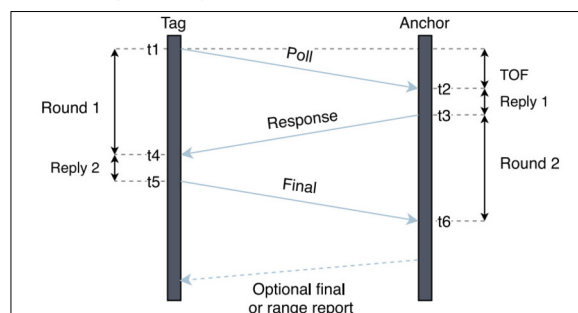 Tag
Anchor
t1
Poll
TOF
t2
Round 1
Reply 1
t3
Response
t4
Round 2
Reply 2
t5
Final
t6
Optional final
or range report